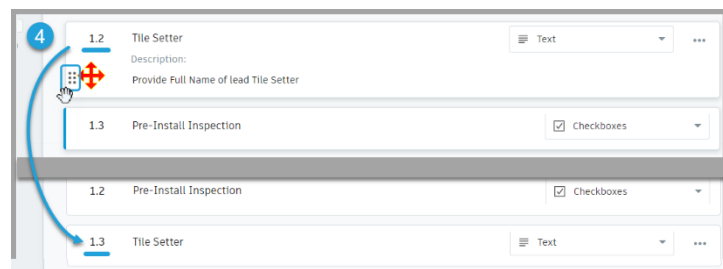 4
1.2 Tile Setter Text
Description:
Provide Full Name of lead Tile Setter
1.3 Pre-Install Inspection Checkboxes
1.2 Pre-Install Inspection Checkboxes
1.3 Tile Setter Text